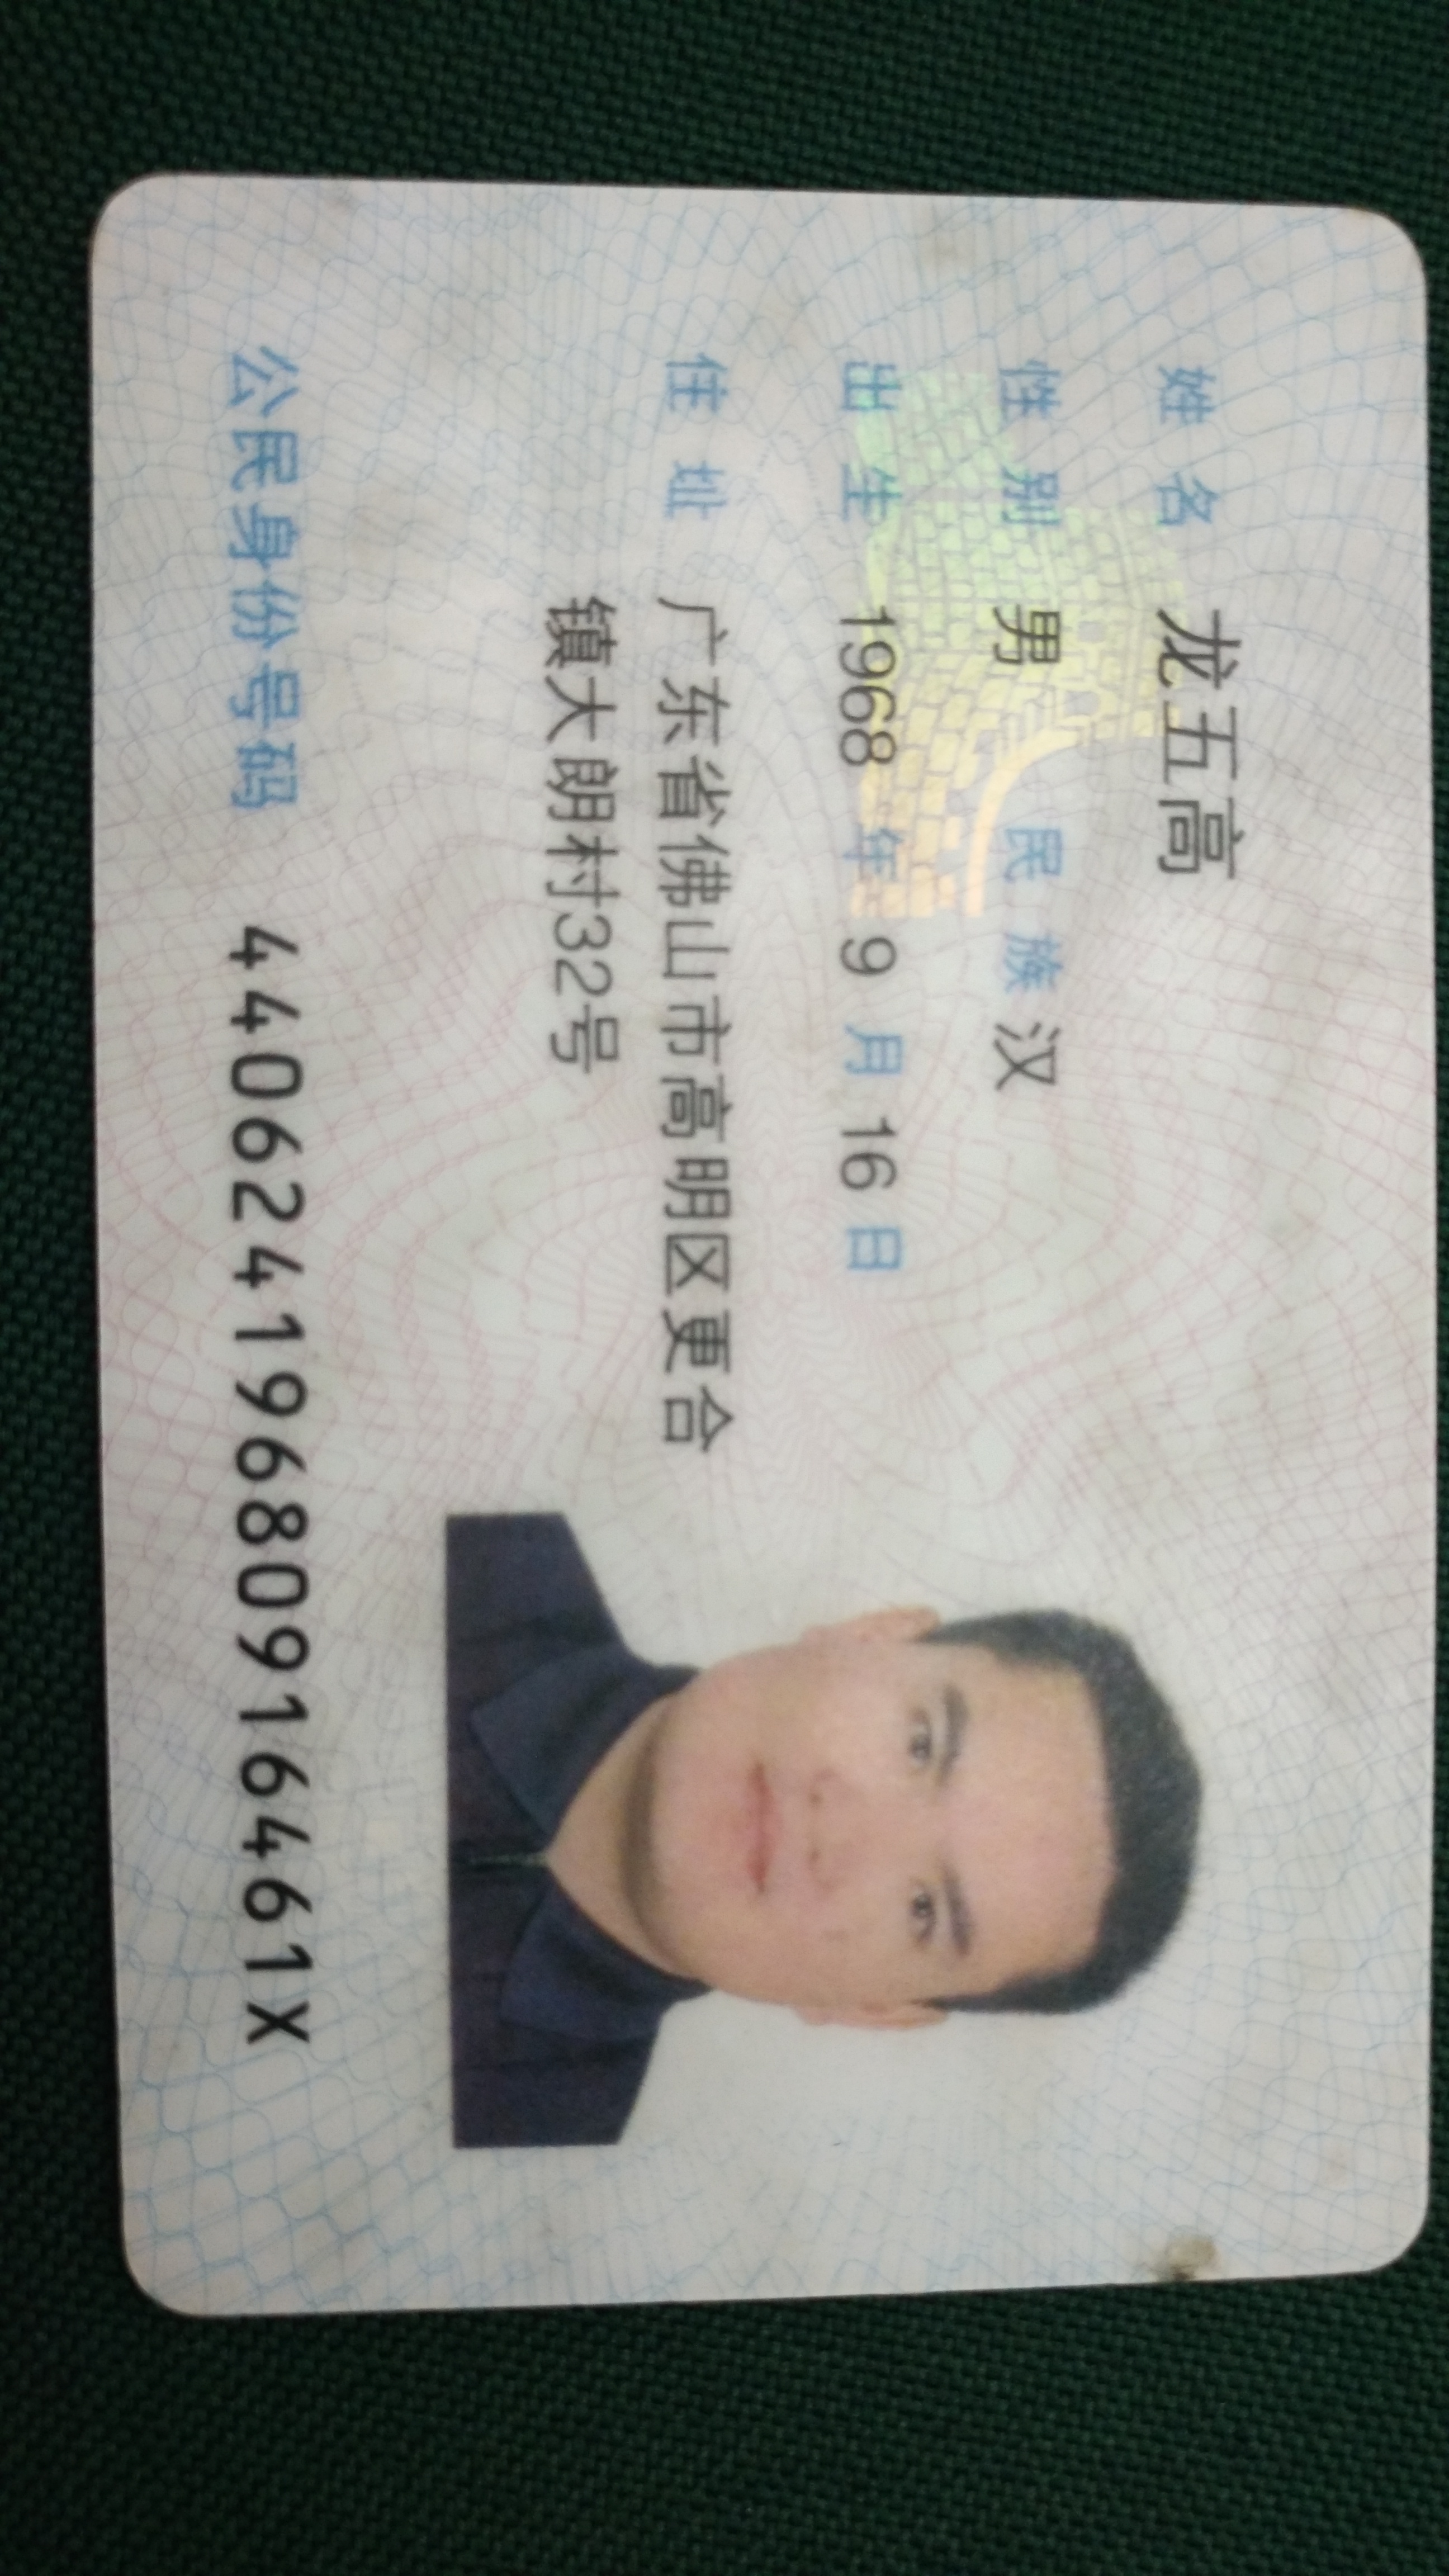 姓名 龙五高
性别 男 民族 汉
出生 1968 年 9 月 16 日
住址 广东省佛山市高明区更合
镇大朗村32号
公民身份号码 44062419680916461X